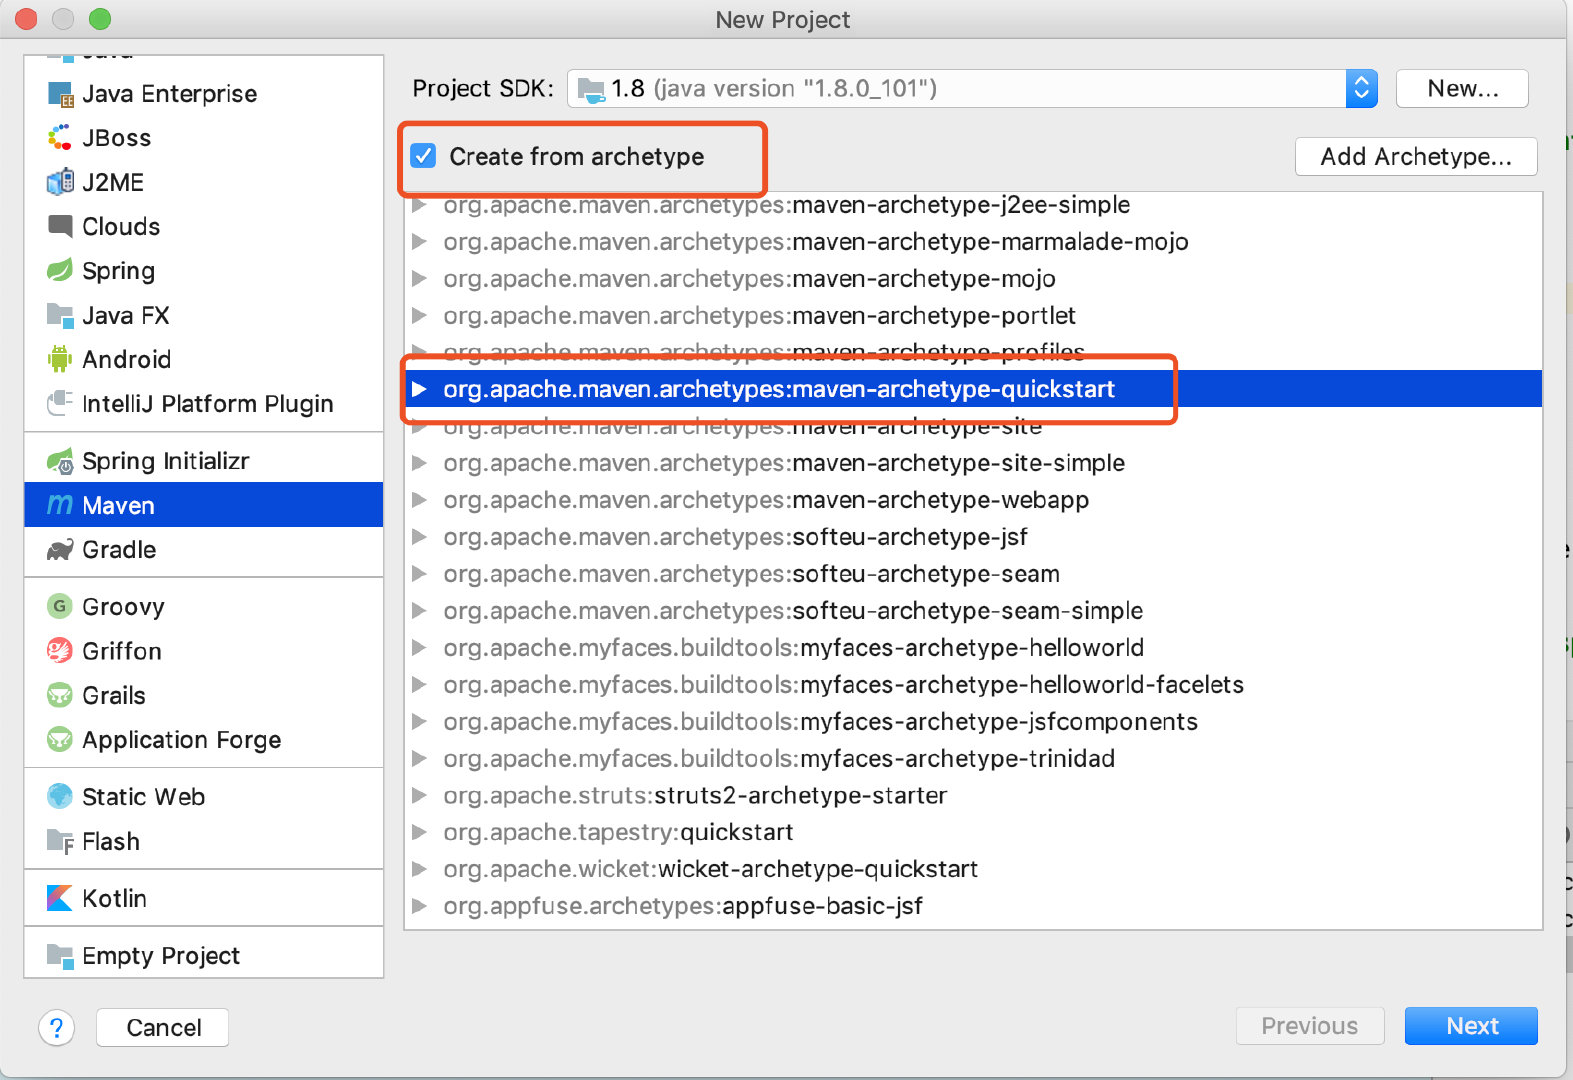 New Project
Java
Java Enterprise
JBoss
J2ME
Clouds
Spring
Java FX
Android
IntelliJ Platform Plugin
Spring Initializr
Maven
Gradle
Groovy
Griffon
Grails
Application Forge
Static Web
Flash
Kotlin
Empty Project
Project SDK: 1.8 (java version "1.8.0_101") New...
Create from archetype Add Archetype...
org.apache.maven.archetypes:maven-archetype-j2ee-simple
org.apache.maven.archetypes:maven-archetype-marmalade-mojo
org.apache.maven.archetypes:maven-archetype-mojo
org.apache.maven.archetypes:maven-archetype-portlet
org.apache.maven.archetypes:maven-archetype-profiles
org.apache.maven.archetypes:maven-archetype-quickstart
org.apache.maven.archetypes:maven-archetype-site
org.apache.maven.archetypes:maven-archetype-site-simple
org.apache.maven.archetypes:maven-archetype-webapp
org.apache.maven.archetypes:softeu-archetype-jsf
org.apache.maven.archetypes:softeu-archetype-seam
org.apache.maven.archetypes:softeu-archetype-seam-simple
org.apache.myfaces.buildtools:myfaces-archetype-helloworld
org.apache.myfaces.buildtools:myfaces-archetype-helloworld-facelets
org.apache.myfaces.buildtools:myfaces-archetype-jsfcomponents
org.apache.myfaces.buildtools:myfaces-archetype-trinidad
org.apache.struts:struts2-archetype-starter
org.apache.tapestry:quickstart
org.apache.wicket:wicket-archetype-quickstart
org.appfuse.archetypes:appfuse-basic-jsf
? Cancel Previous Next